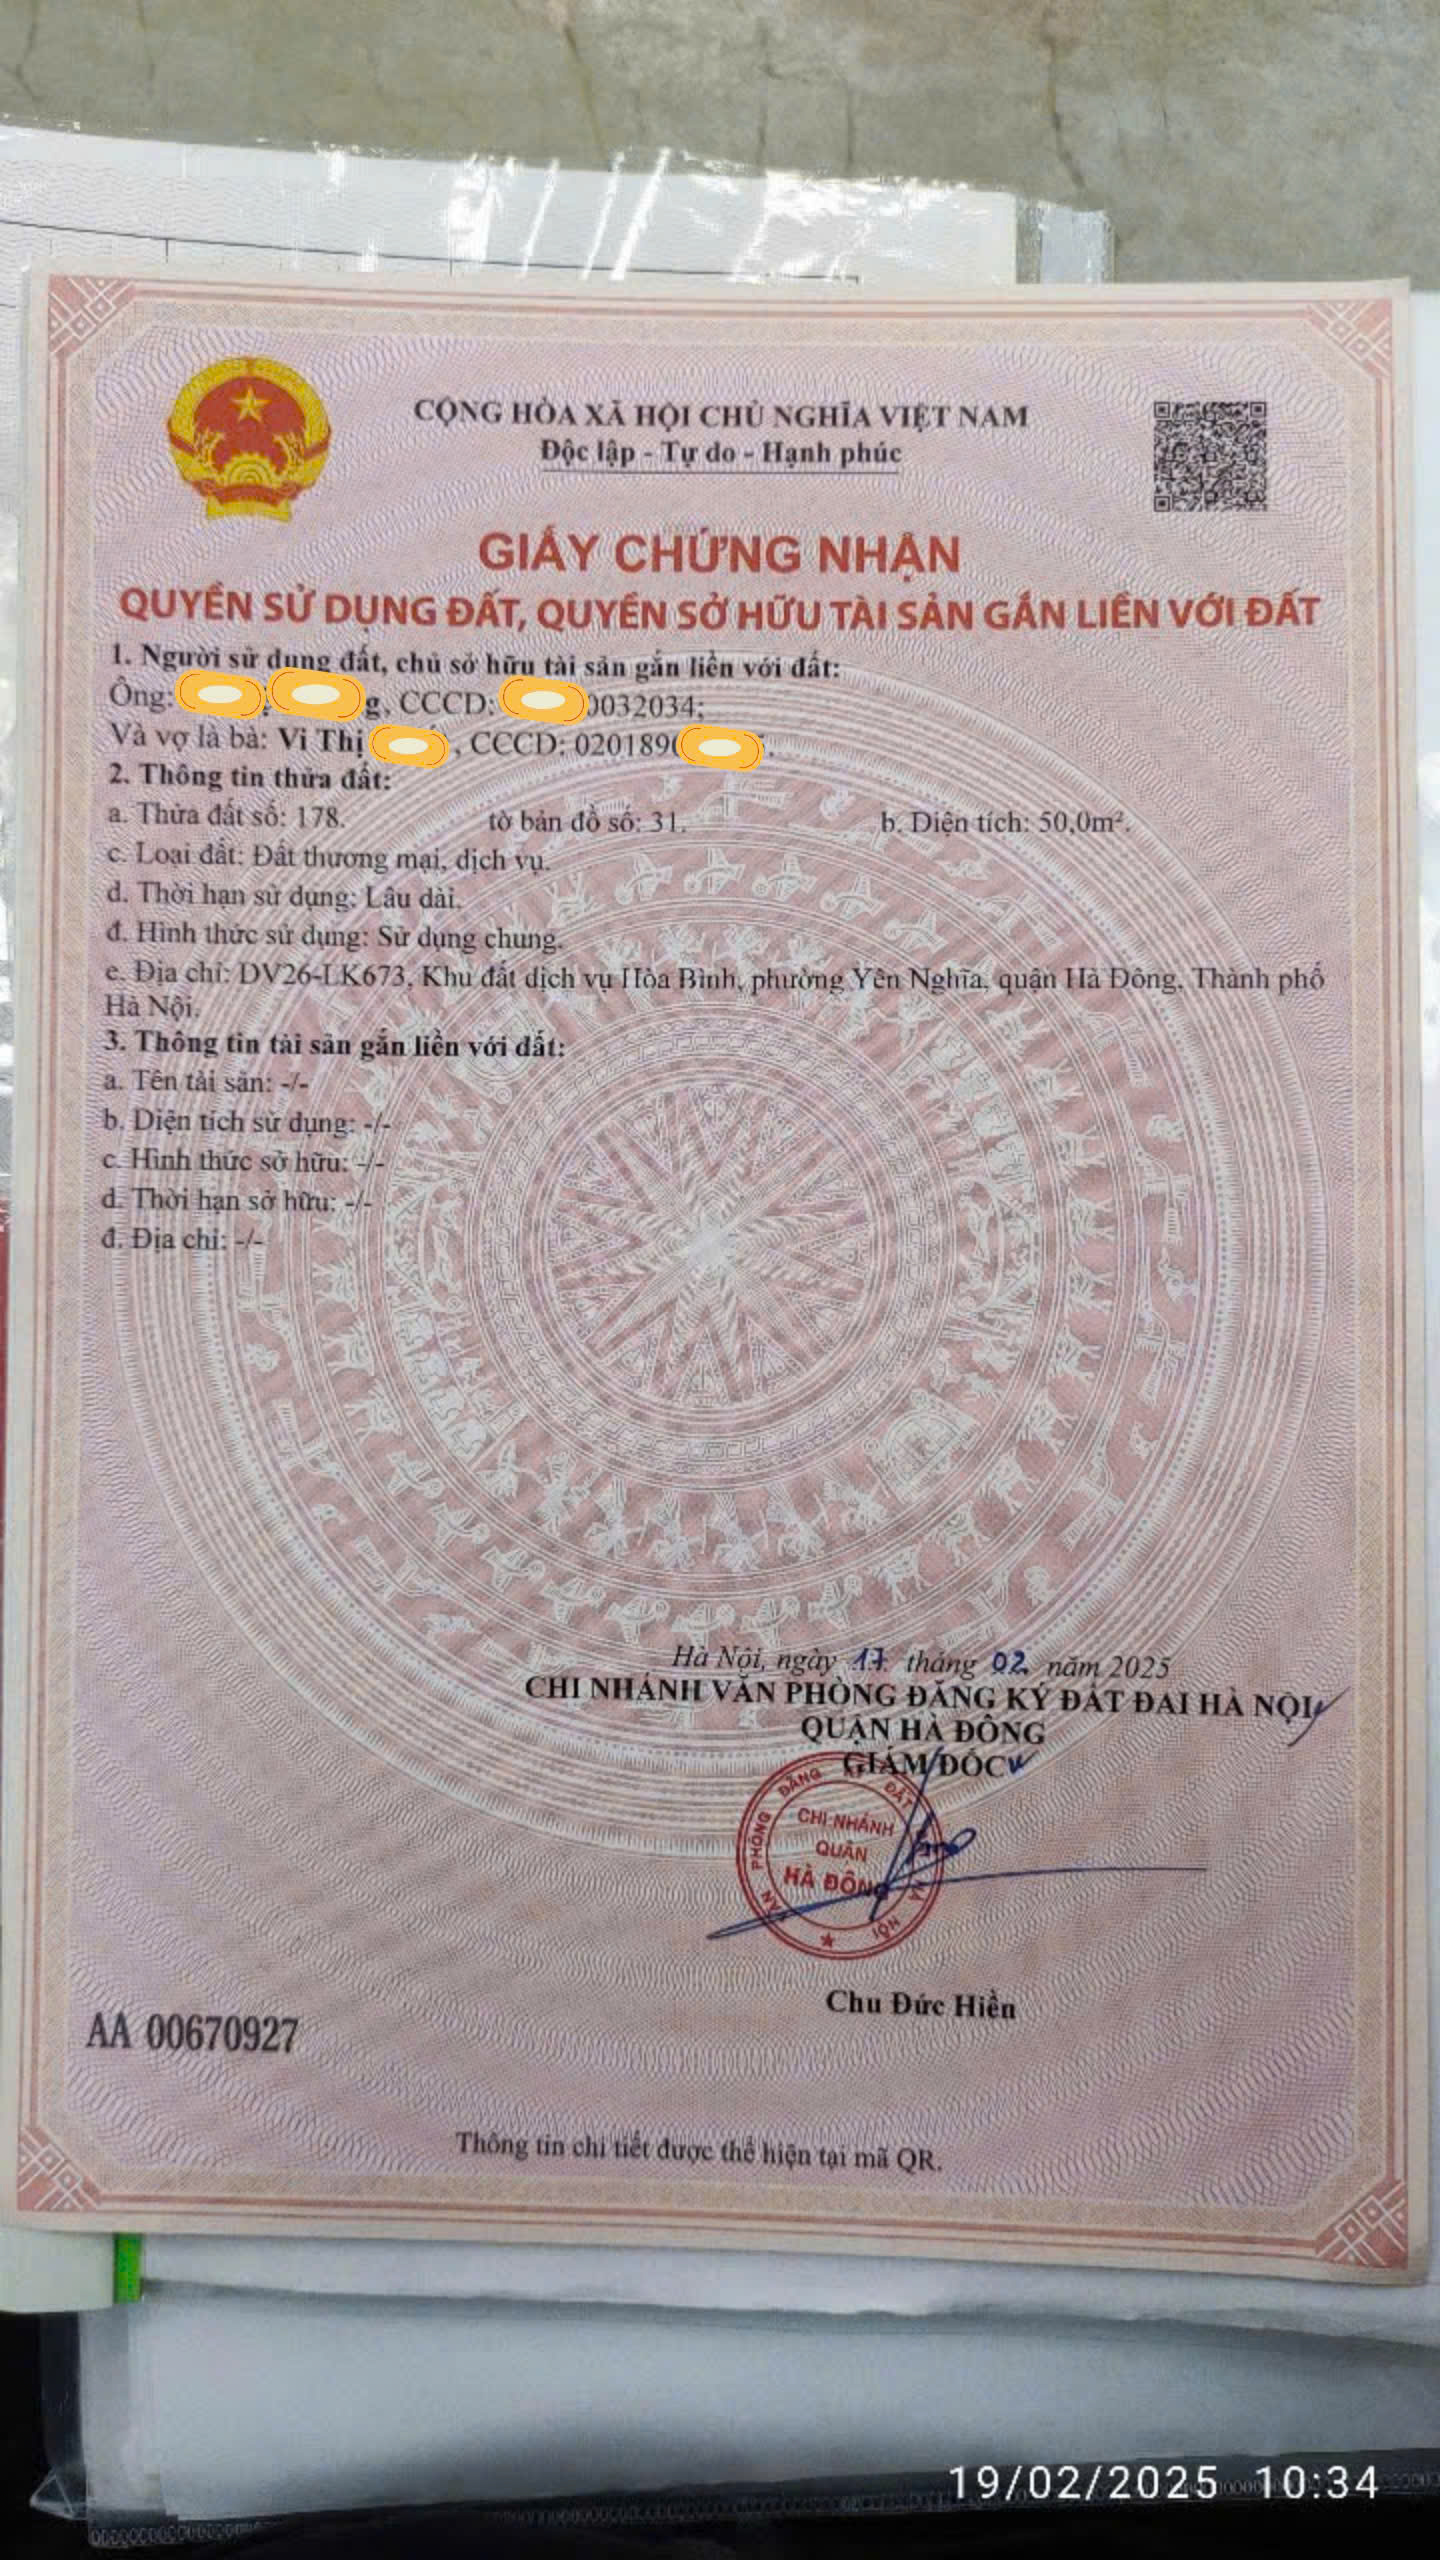 CỘNG HÒA XÃ HỘI CHỦ NGHĨA VIỆT NAM
Độc lập - Tự do - Hạnh phúc
GIẤY CHỨNG NHẬN
QUYỀN SỬ DỤNG ĐẤT, QUYỀN SỞ HỮU TÀI SẢN GẮN LIỀN VỚI ĐẤT
1. Người sử dụng đất, chủ sở hữu tài sản gắn liền với đất:
Ông: g, CCCD: 0032034;
Và vợ là bà: Vi Thị , CCCD: 020189
2. Thông tin thửa đất:
a. Thửa đất số: 178. tờ bản đồ số: 31. b. Diện tích: 50,0m².
c. Loại đất: Đất thương mại, dịch vụ.
d. Thời hạn sử dụng: Lâu dài.
đ. Hình thức sử dụng: Sử dụng chung.
e. Địa chỉ: DV26-LK673, Khu đất dịch vụ Hòa Bình, phường Yên Nghĩa, quận Hà Đông, Thành phố
Hà Nội.
3. Thông tin tài sản gắn liền với đất:
a. Tên tài sản: -/-
b. Diện tích sử dụng: -/-
c. Hình thức sở hữu: -/-
d. Thời hạn sở hữu: -/-
đ. Địa chỉ: -/-
Hà Nội, ngày 17 tháng 02 năm 2025
CHI NHÁNH VĂN PHÒNG ĐĂNG KÝ ĐẤT ĐAI HÀ NỘI
QUẬN HÀ ĐÔNG
GIÁM ĐỐC
PHÒNG ĐĂNG ĐẤT HÀ NỘI
CHI NHÁNH
QUẬN
HÀ ĐÔNG
Chu Đức Hiền
AA 00670927
Thông tin chi tiết được thể hiện tại mã QR.
19/02/2025 10:34